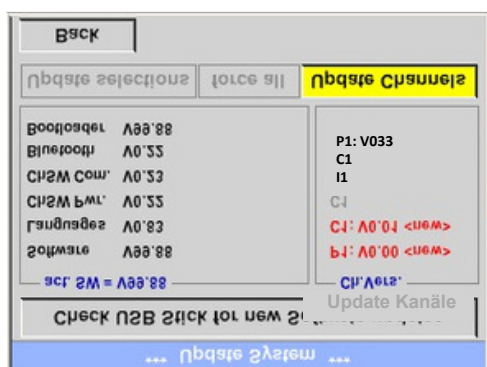 *** Update System ***
Check USB Stick for new
Update Kanäle
act. SW = V99.88
Software V99.88
Languages V0.83
ChSW Pwr. V0.22
ChSW Com. V0.23
Bluetooth V0.22
Bootloader V99.88
Ch.Vers.
P1: V0.00 <new>
C1: V0.01 <new>
C1
I1
C1
P1: V033
Update selections
force all
Update Channels
Back